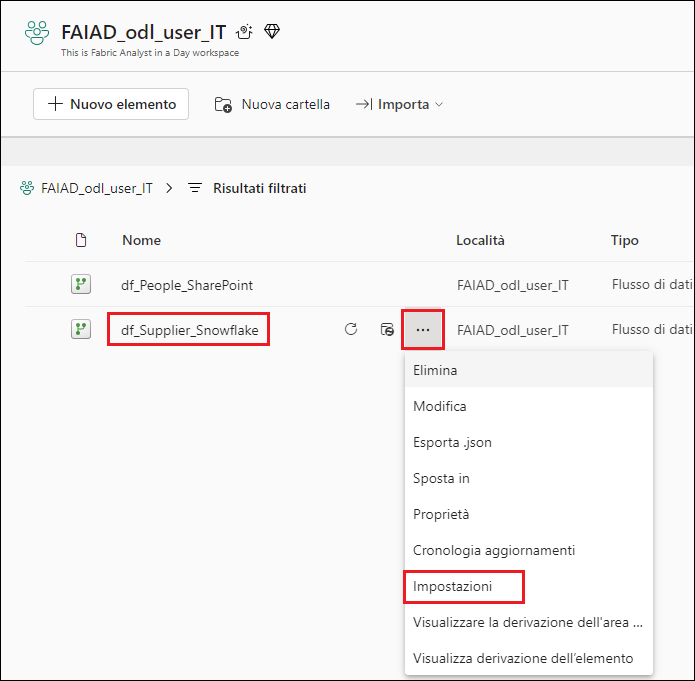 FAIAD_odl_user_IT
This is Fabric Analyst in a Day workspace
Nuovo elemento Nuova cartella Importa
FAIAD_odl_user_IT > Risultati filtrati
Nome Località Tipo
df_People_SharePoint FAIAD_odl_user_IT Flusso di dati
df_Supplier_Snowflake ... FAIAD_odl_user_IT Flusso di dati
Elimina
Modifica
Esporta .json
Sposta in
Proprietà
Cronologia aggiornamenti
Impostazioni
Visualizzare la derivazione dell'area ...
Visualizza derivazione dell'elemento